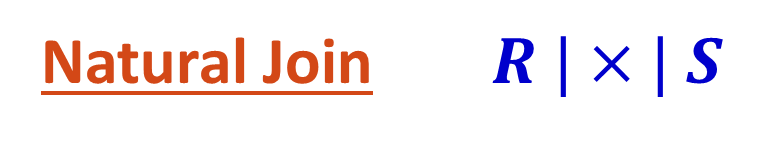 Natural Join R | × | S